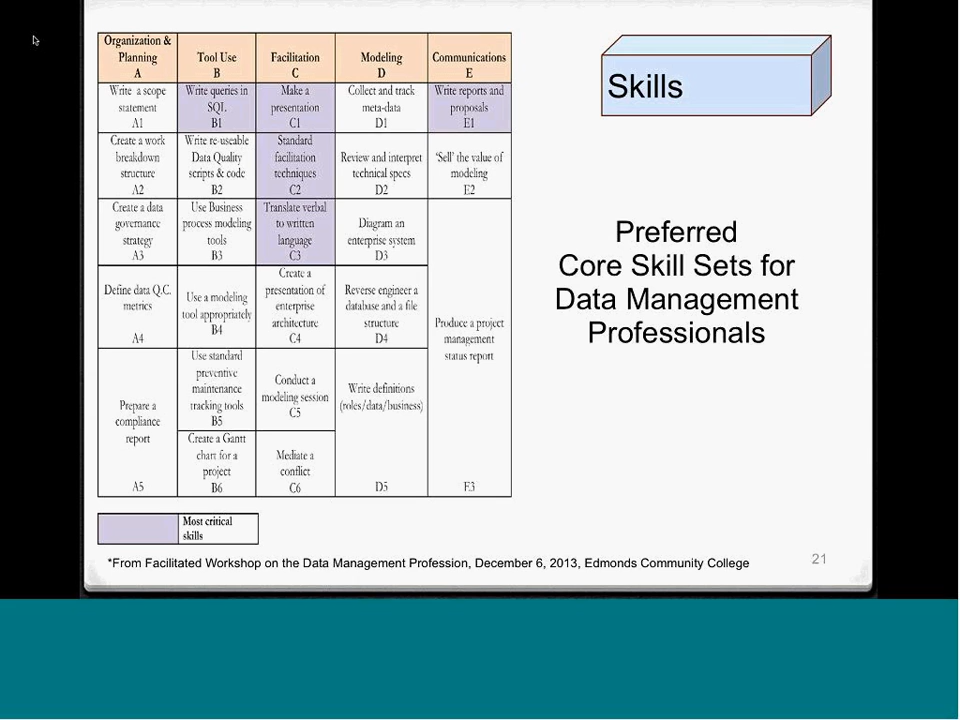 Organization &
Planning
A
Tool Use
B
Facilitation
C
Modeling
D
Communications
E
Write a scope
statement
A1
Write queries in
SQL
B1
Make a
presentation
C1
Collect and track
meta-data
D1
Write reports and
proposals
E1
Create a work
breakdown
structure
A2
Write re-useable
Data Quality
scripts & code
B2
Standard
facilitation
techniques
C2
Review and interpret
technical specs
D2
‘Sell’ the value of
modeling
E2
Create a data
governance
strategy
A3
Use Business
process modeling
tools
B3
Translate verbal
to written
language
C3
Diagram an
enterprise system
D3
Define data Q.C.
metrics
A4
Use a modeling
tool appropriately
B4
Create a
presentation of
enterprise
architecture
C4
Reverse engineer a
database and a file
structure
D4
Produce a project
management
status report
E3
Prepare a
compliance
report
A5
Use standard
preventive
maintenance
tracking tools
B5
Conduct a
modeling session
C5
Write definitions
(roles/data/business)
D5
Create a Gantt
chart for a
project
B6
Mediate a
conflict
C6
Most critical
skills
Skills
Preferred
Core Skill Sets for
Data Management
Professionals
*From Facilitated Workshop on the Data Management Profession, December 6, 2013, Edmonds Community College
21